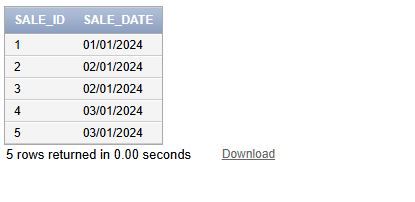 SALE_ID SALE_DATE
1 01/01/2024
2 02/01/2024
3 02/01/2024
4 03/01/2024
5 03/01/2024
5 rows returned in 0.00 seconds Download